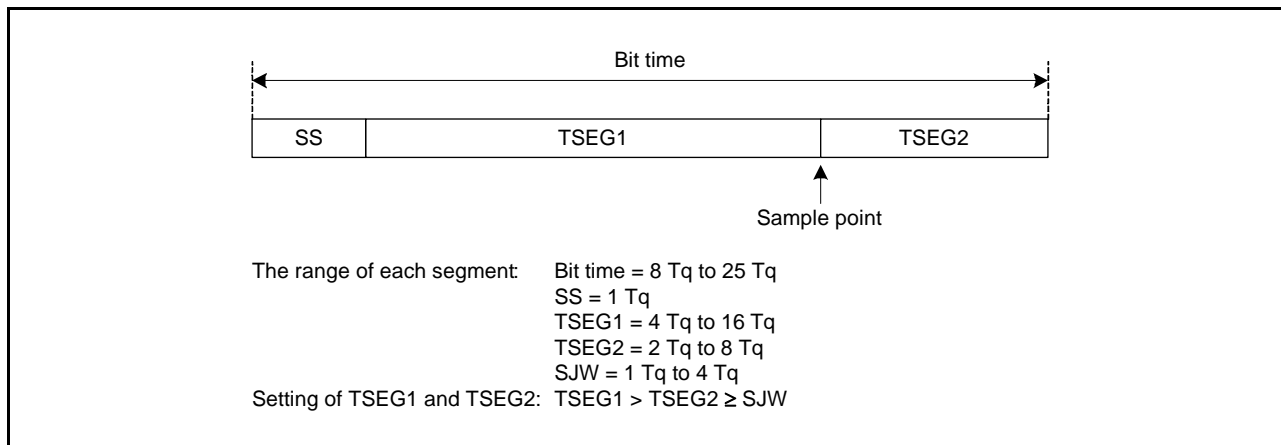 Bit time
SS TSEG1 TSEG2
Sample point
The range of each segment: Bit time = 8 Tq to 25 Tq
SS = 1 Tq
TSEG1 = 4 Tq to 16 Tq
TSEG2 = 2 Tq to 8 Tq
SJW = 1 Tq to 4 Tq
Setting of TSEG1 and TSEG2: TSEG1 > TSEG2 ≥ SJW